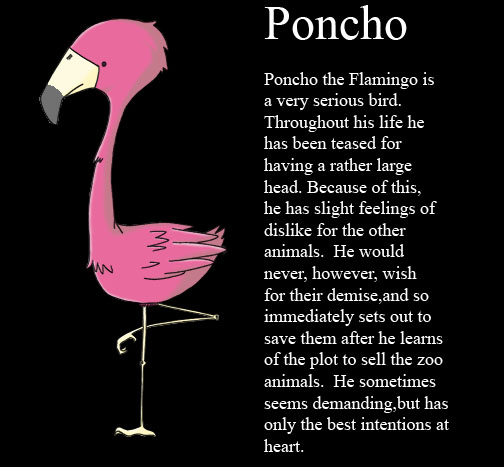 Poncho
Poncho the Flamingo is
a very serious bird.
Throughout his life he
has been teased for
having a rather large
head. Because of this,
he has slight feelings of
dislike for the other
animals.  He would
never, however, wish
for their demise,and so
immediately sets out to
save them after he learns
of the plot to sell the zoo
animals.  He sometimes
seems demanding,but has
only the best intentions at
heart.